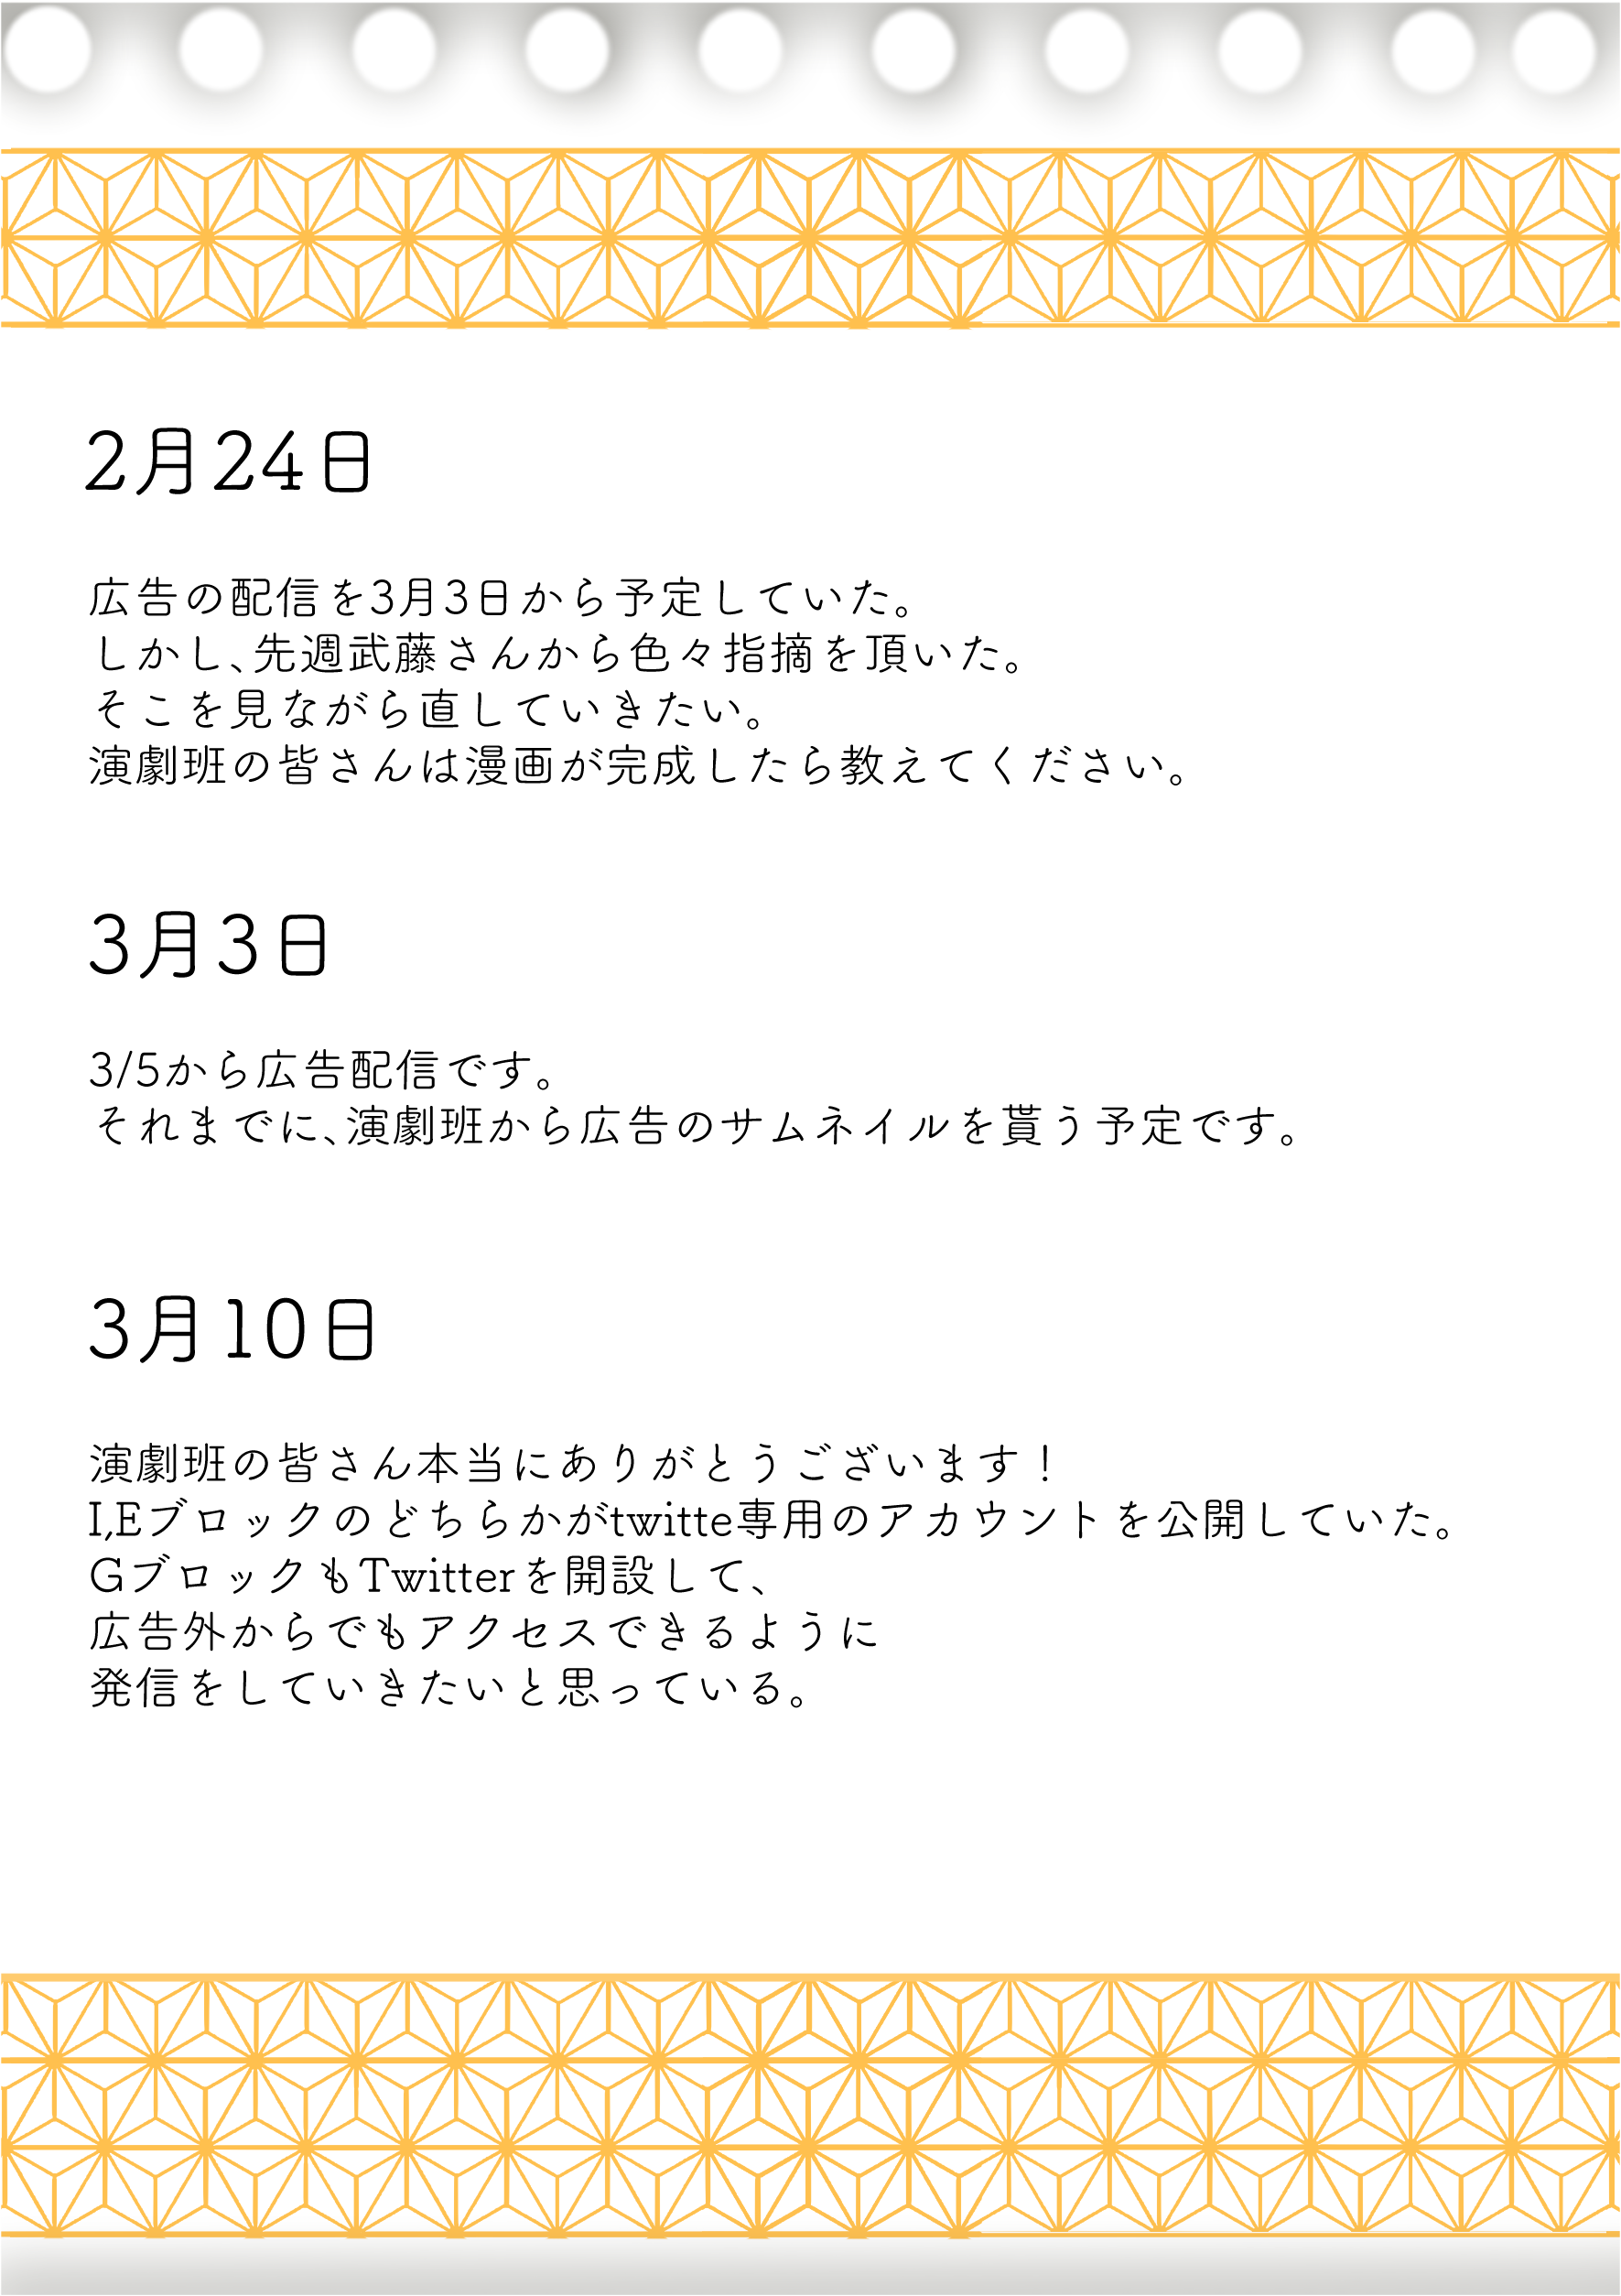 2月24日
広告の配信を3月3日から予定していた。
しかし、先週武藤さんから色々指摘を頂いた。
そこを見ながら直していきたい。
演劇班の皆さんは漫画が完成したら教えてください。
3月3日
3/5から広告配信です。
それまでに、演劇班から広告のサムネイルを貰う予定です。
3月10日
演劇班の皆さん本当にありがとうございます！
I,Eブロックのどちらかがtwitte専用のアカウントを公開していた。
GブロックもTwitterを開設して、
広告外からでもアクセスできるように
発信をしていきたいと思っている。